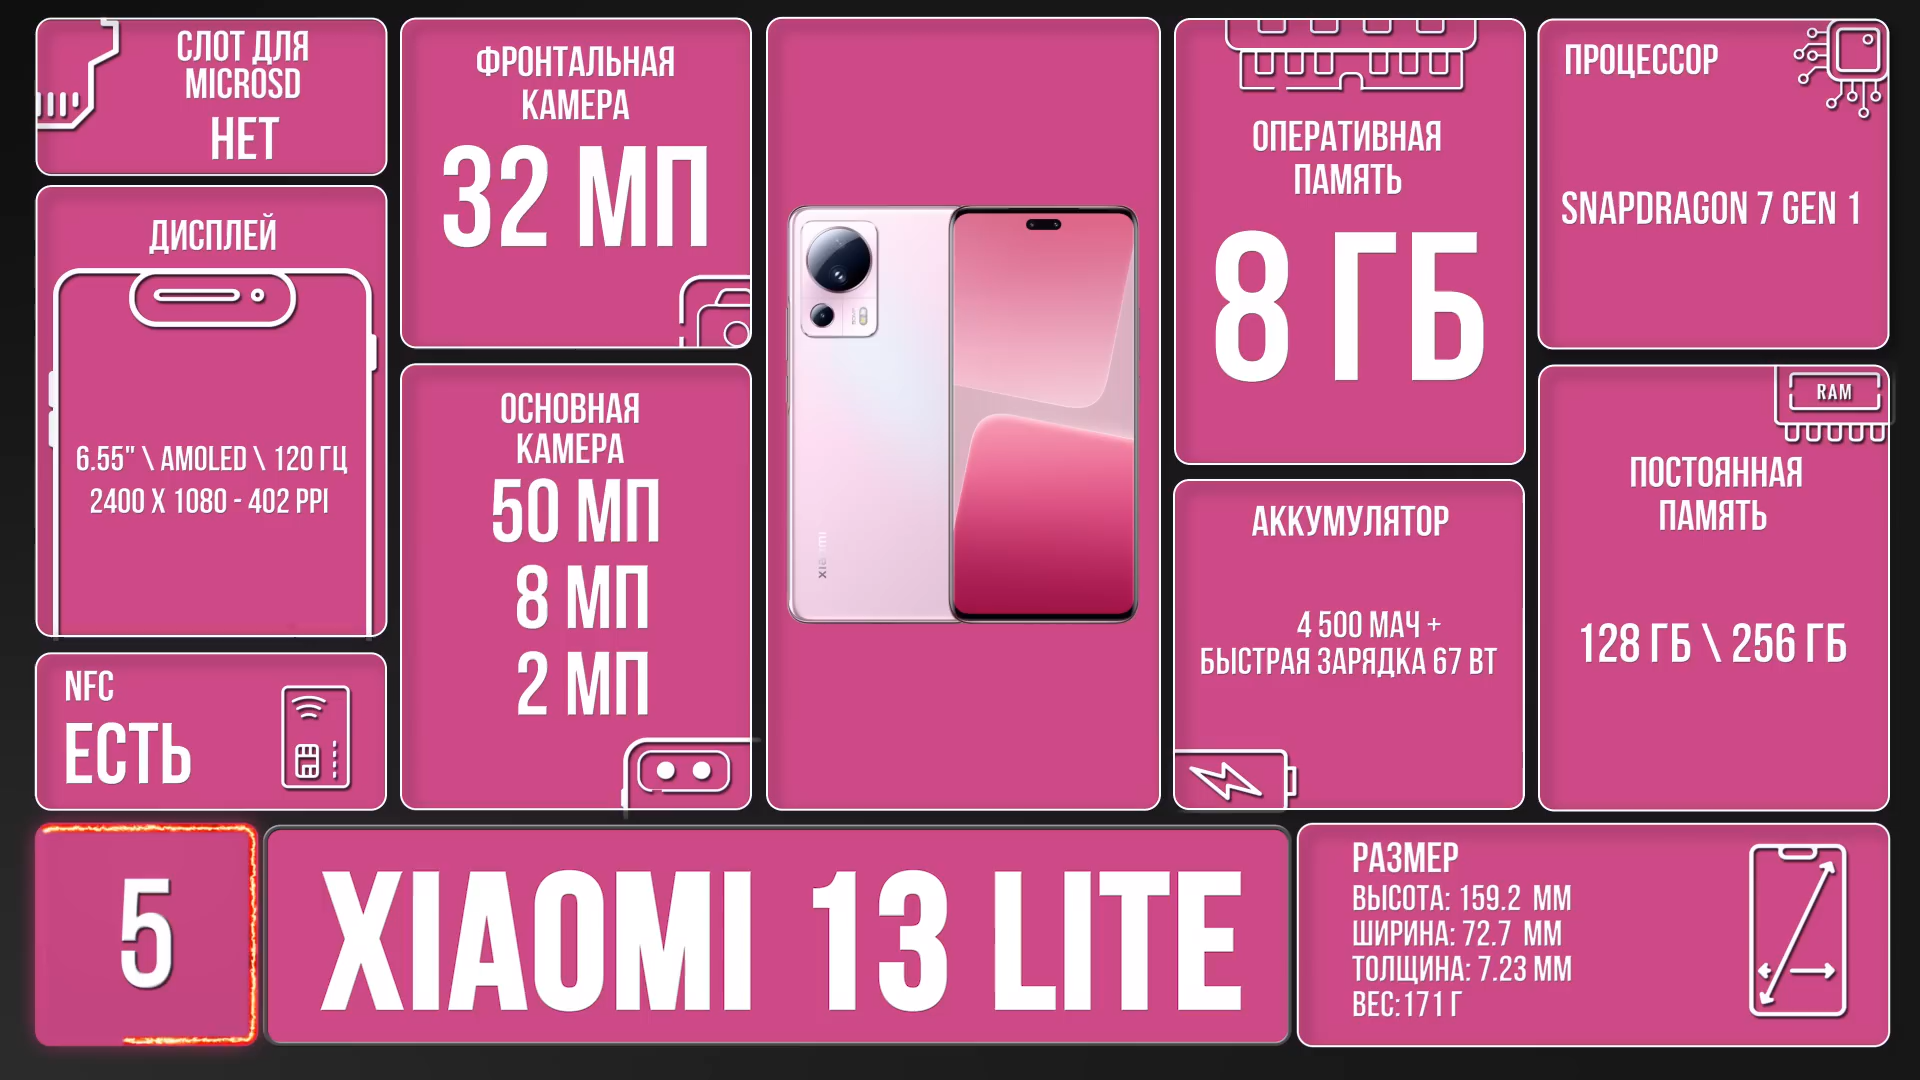 СЛОТ ДЛЯ
MICROSD
НЕТ
ДИСПЛЕЙ
6.55" \ AMOLED \ 120 ГЦ
2400 X 1080 - 402 PPI
NFC
ЕСТЬ
ФРОНТАЛЬНАЯ
КАМЕРА
32 МП
ОСНОВНАЯ
КАМЕРА
50 МП
8 МП
2 МП
xiaomi
ОПЕРАТИВНАЯ
ПАМЯТЬ
8 ГБ
АККУМУЛЯТОР
4 500 МАЧ +
БЫСТРАЯ ЗАРЯДКА 67 ВТ
ПРОЦЕССОР
SNAPDRAGON 7 GEN 1
RAM
ПОСТОЯННАЯ
ПАМЯТЬ
128 ГБ \ 256 ГБ
5
XIAOMI 13 LITE
РАЗМЕР
ВЫСОТА: 159.2 ММ
ШИРИНА: 72.7 ММ
ТОЛЩИНА: 7.23 ММ
ВЕС:171 Г